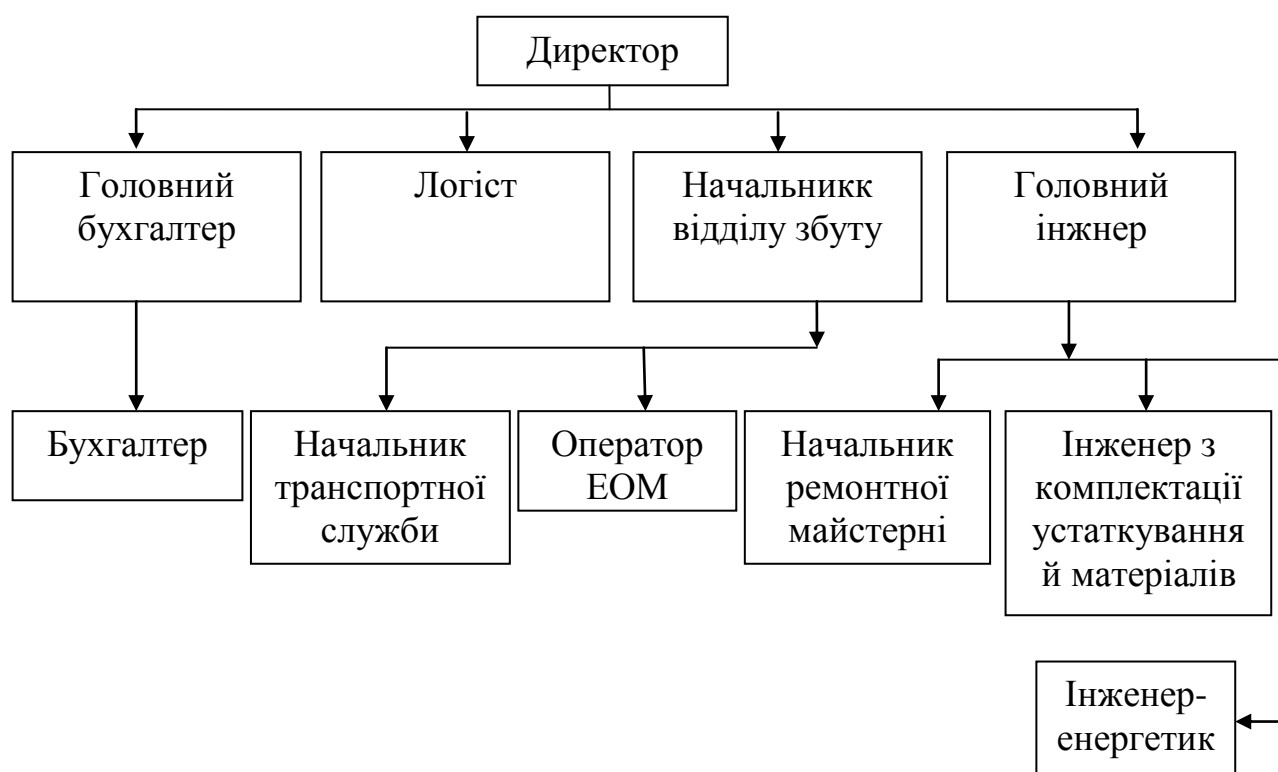 Директор
Головний
бухгалтер
Логіст
Начальникк
відділу збуту
Головний
інжнер
Бухгалтер
Начальник
транспортної
служби
Оператор
ЕОМ
Начальник
ремонтної
майстерні
Інженер з
комплектації
устаткування
й матеріалів
Інженер-
енергетик